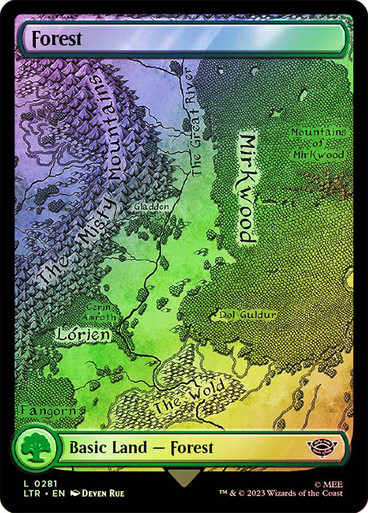 Forest
The Misty Mountains
The Great River
Mirkwood
Mountains
of
Mirkwood
Gladden
Cerin
Amroth
Lórien
Dol Guldur
The Wold
Fangorn
Basic Land — Forest
L 0281
LTR • EN Deven Rue
© MEE
™ & © 2023 Wizards of the Coast